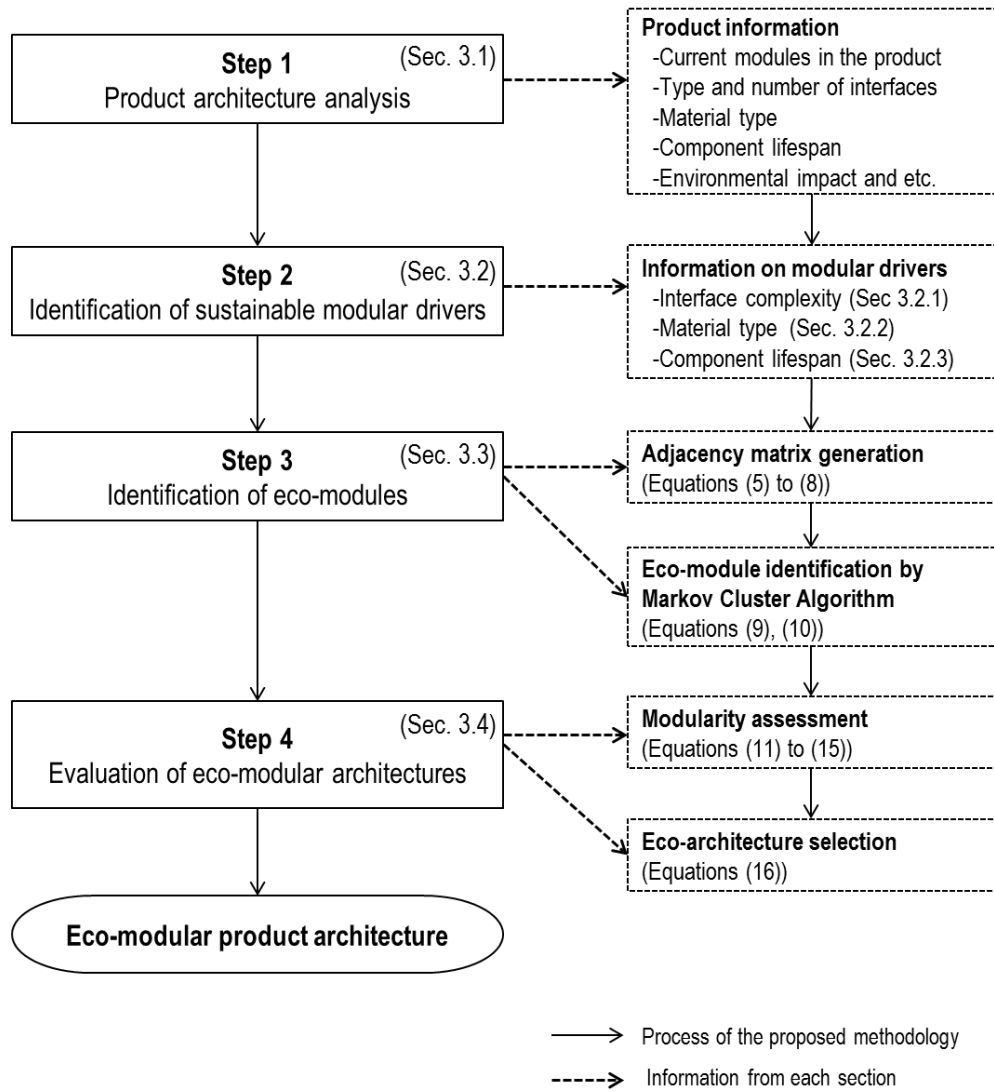 (Sec. 3.1)
Step 1
Product architecture analysis
Product information
-Current modules in the product
-Type and number of interfaces
-Material type
-Component lifespan
-Environmental impact and etc.
(Sec. 3.2)
Step 2
Identification of sustainable modular drivers
Information on modular drivers
-Interface complexity (Sec 3.2.1)
-Material type (Sec. 3.2.2)
-Component lifespan (Sec. 3.2.3)
(Sec. 3.3)
Step 3
Identification of eco-modules
Adjacency matrix generation
(Equations (5) to (8))
Eco-module identification by
Markov Cluster Algorithm
(Equations (9), (10))
(Sec. 3.4)
Step 4
Evaluation of eco-modular architectures
Modularity assessment
(Equations (11) to (15))
Eco-architecture selection
(Equations (16))
Eco-modular product architecture
Process of the proposed methodology
Information from each section